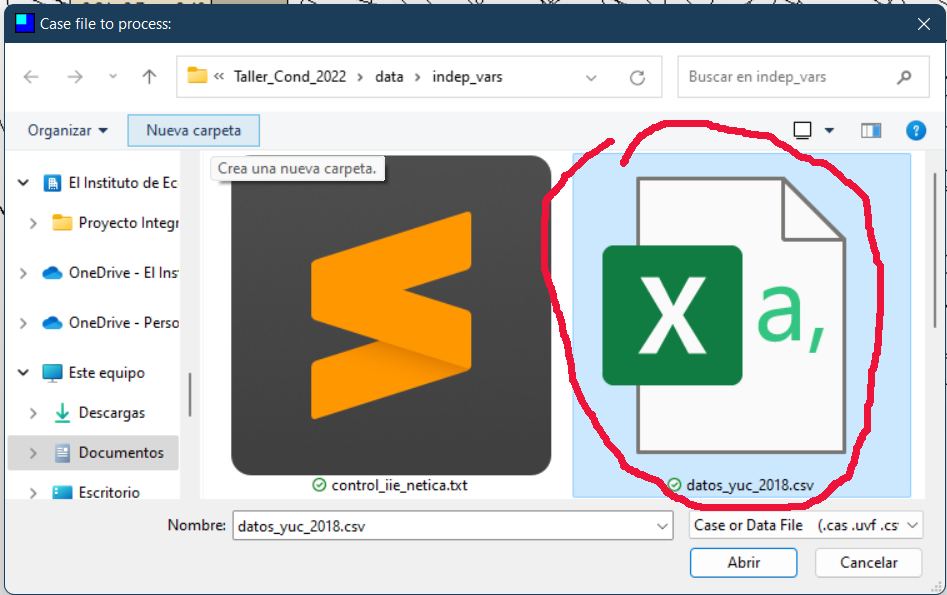 Case file to process:
« Taller_Cond_2022 > data > indep_vars
Buscar en indep_vars
Organizar
Nueva carpeta
Crea una nueva carpeta.
El Instituto de Ec
Proyecto Integr
OneDrive - El Ins
OneDrive - Perso
Este equipo
Descargas
Documentos
Escritorio
X a,
control_iie_netica.txt
datos_yuc_2018.csv
Nombre:
datos_yuc_2018.csv
Case or Data File (.cas .uvf .cs
Abrir
Cancelar